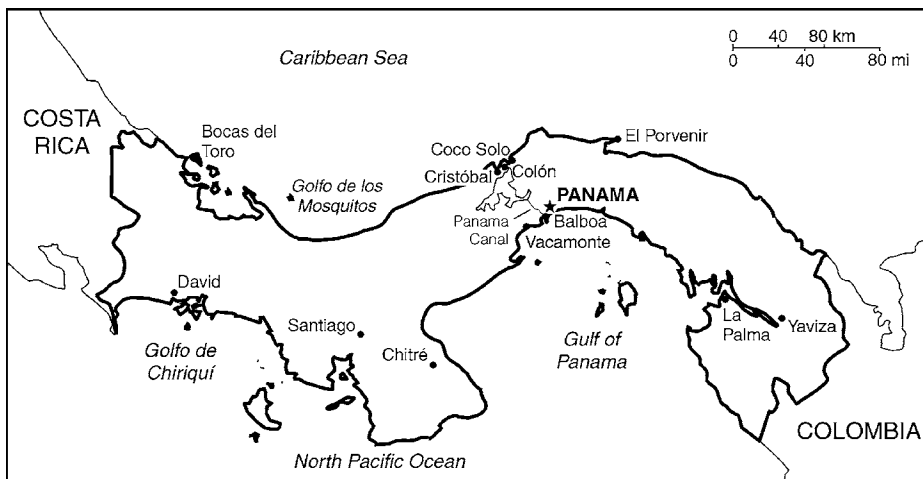 0 40 80 km
0 40 80 mi
Caribbean Sea
COSTA
RICA
Bocas del
Toro
Coco Solo
El Porvenir
Cristóbal
Colón
Golfo de los
Mosquitos
PANAMA
Panama
Canal
Balboa
Vacamonte
David
Golfo de
Chiriquí
Santiago
Chitré
Gulf of
Panama
La
Palma
Yaviza
COLOMBIA
North Pacific Ocean